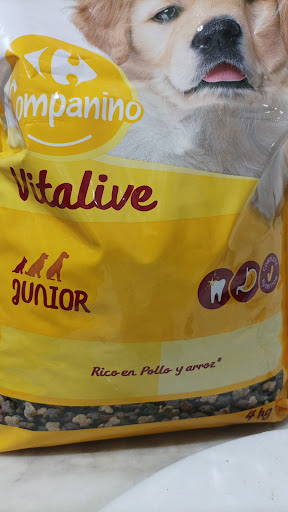 Companino
Vitalive
JUNIOR
Rico en Pollo y arroz*
4 kg